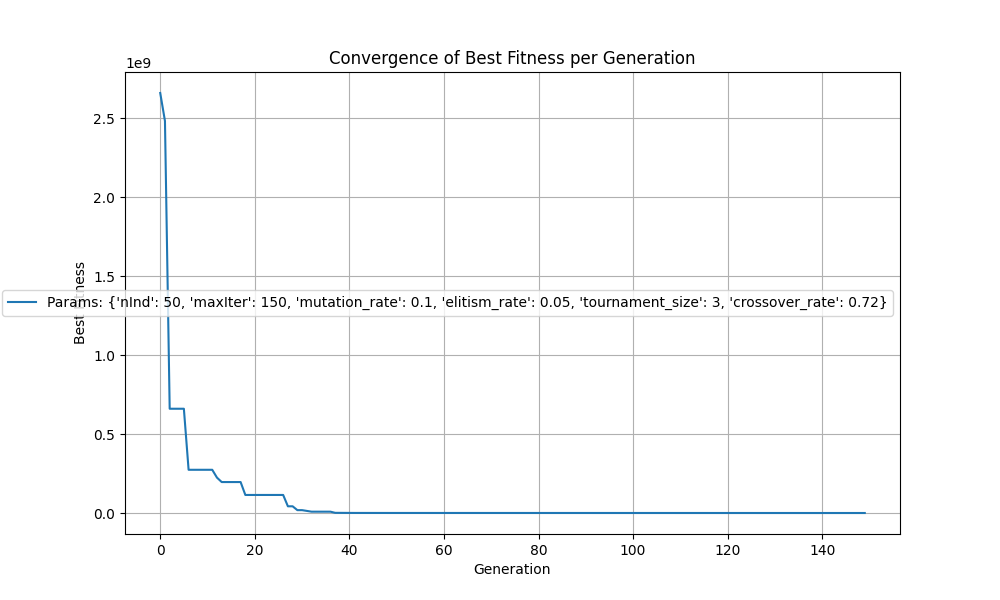 Convergence of Best Fitness per Generation
1e9
2.5
2.0
1.5
1.0
0.5
0.0
Best
ness
Params: {'nInd': 50, 'maxIter': 150, 'mutation_rate': 0.1, 'elitism_rate': 0.05, 'tournament_size': 3, 'crossover_rate': 0.72}
0 20 40 60 80 100 120 140
Generation